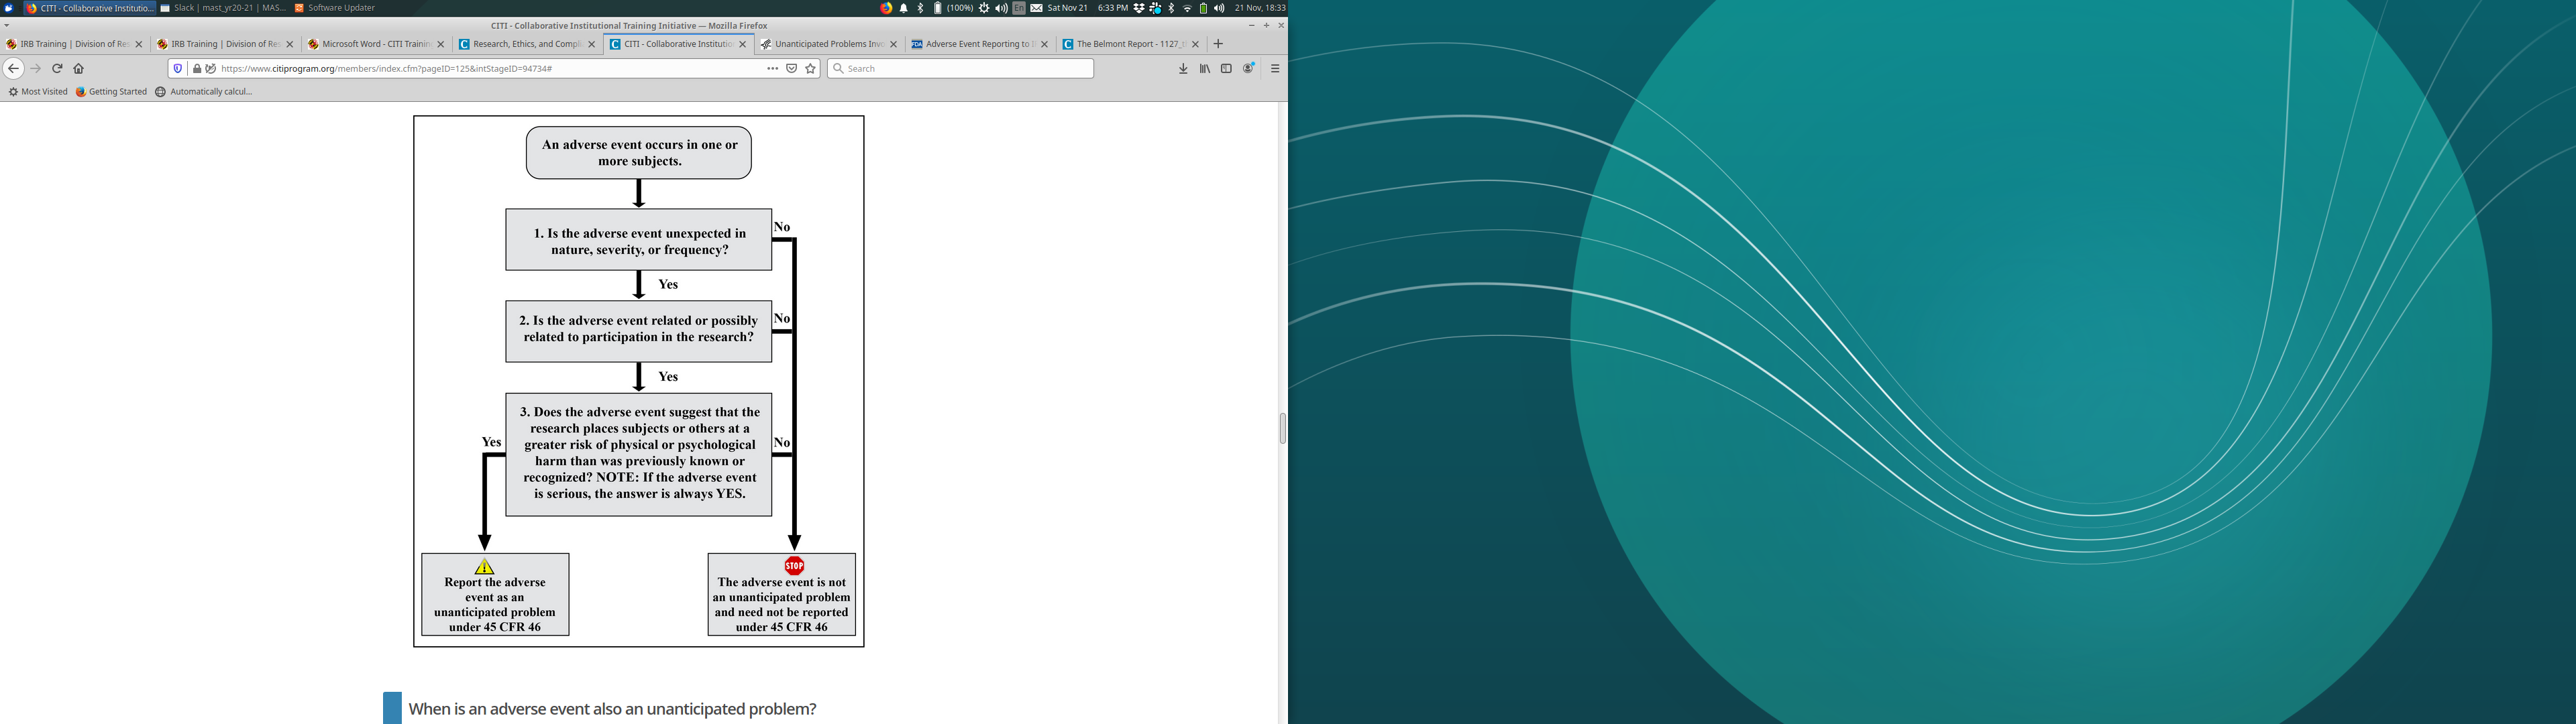 CITI - Collaborative Institutio...
Slack | mast_yr20-21 | MAS...
Software Updater
(100%)
En
Sat Nov 21
6:33 PM
21 Nov, 18:33
CITI - Collaborative Institutional Training Initiative — Mozilla Firefox
IRB Training | Division of Res
IRB Training | Division of Res
Microsoft Word - CITI Training
Research, Ethics, and Compli
CITI - Collaborative Institution
Unanticipated Problems Invo
FDA
Adverse Event Reporting to I
The Belmont Report - 1127_t
https://www.citiprogram.org/members/index.cfm?pageID=125&intStageID=94734#
Search
Most Visited
Getting Started
Automatically calcul...
An adverse event occurs in one or
more subjects.
1. Is the adverse event unexpected in
nature, severity, or frequency?
No
Yes
2. Is the adverse event related or possibly
related to participation in the research?
No
Yes
3. Does the adverse event suggest that the
research places subjects or others at a
greater risk of physical or psychological
harm than was previously known or
recognized? NOTE: If the adverse event
is serious, the answer is always YES.
Yes
No
Report the adverse
event as an
unanticipated problem
under 45 CFR 46
STOP
The adverse event is not
an unanticipated problem
and need not be reported
under 45 CFR 46
When is an adverse event also an unanticipated problem?